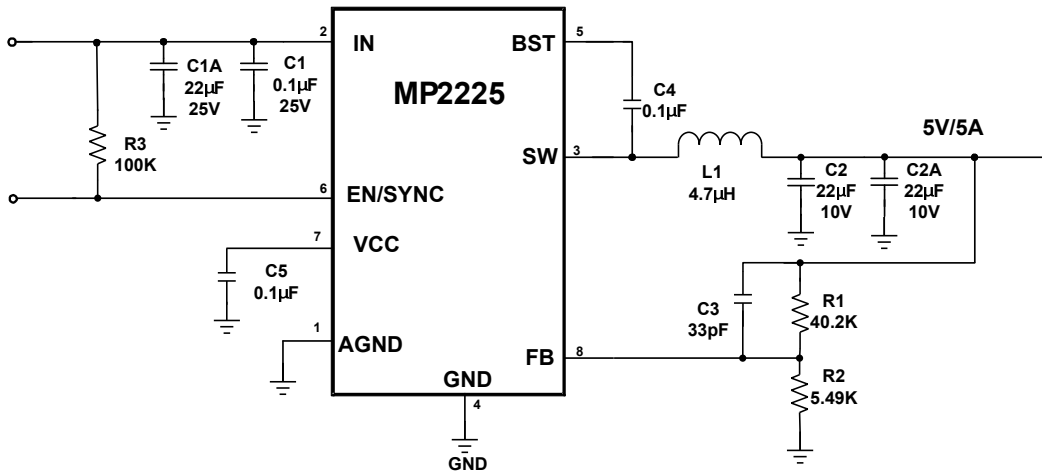 2
IN
C1A
22µF
25V
C1
0.1µF
25V
R3
100K
6
EN/SYNC
7
VCC
C5
0.1µF
1
AGND
MP2225
GND
4
GND
5
BST
C4
0.1µF
SW
3
L1
4.7µH
5V/5A
C2
22µF
10V
C2A
22µF
10V
C3
33pF
R1
40.2K
FB
8
R2
5.49K